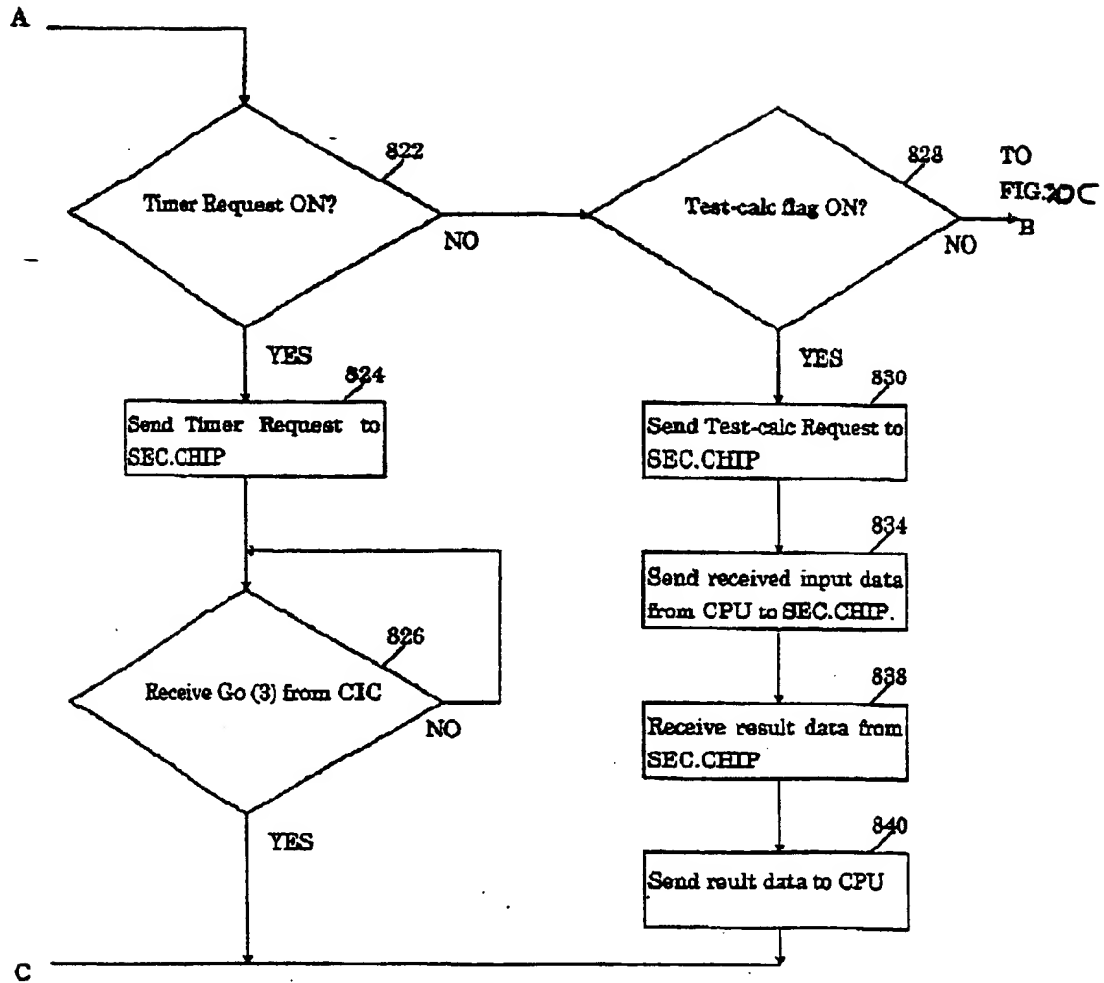 A
822
Timer Request ON?
NO
YES
828
Test-calc flag ON?
NO
TO
FIG.20C
B
YES
824
Send Timer Request to
SEC.CHIP
826
Receive Go (3) from CIC
NO
YES
830
Send Test-calc Request to
SEC.CHIP
834
Send received input data
from CPU to SEC.CHIP.
838
Receive result data from
SEC.CHIP
840
Send reult data to CPU
C